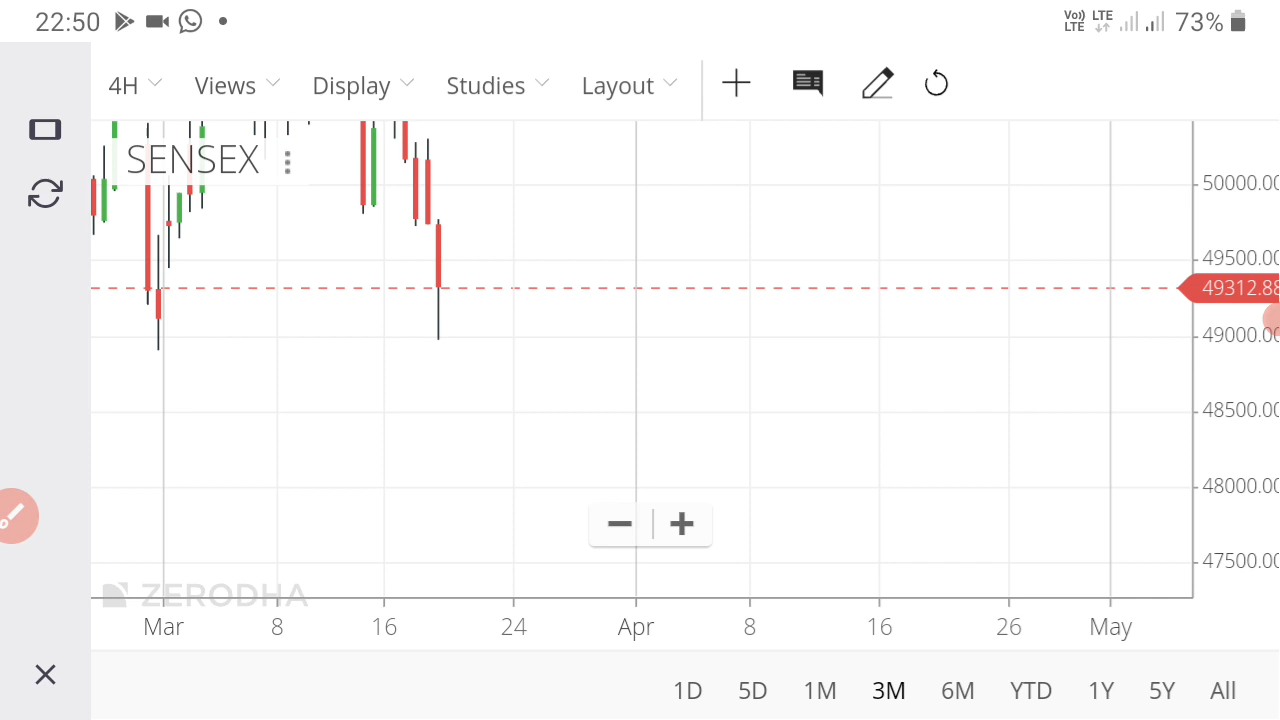 22:50 Vo)) LTE LTE 73%
4H Views Display Studies Layout
SENSEX
50000.00
49500.00
49312.88
49000.00
48500.00
48000.00
47500.00
ZERODHA
Mar 8 16 24 Apr 8 16 26 May
1D 5D 1M 3M 6M YTD 1Y 5Y All